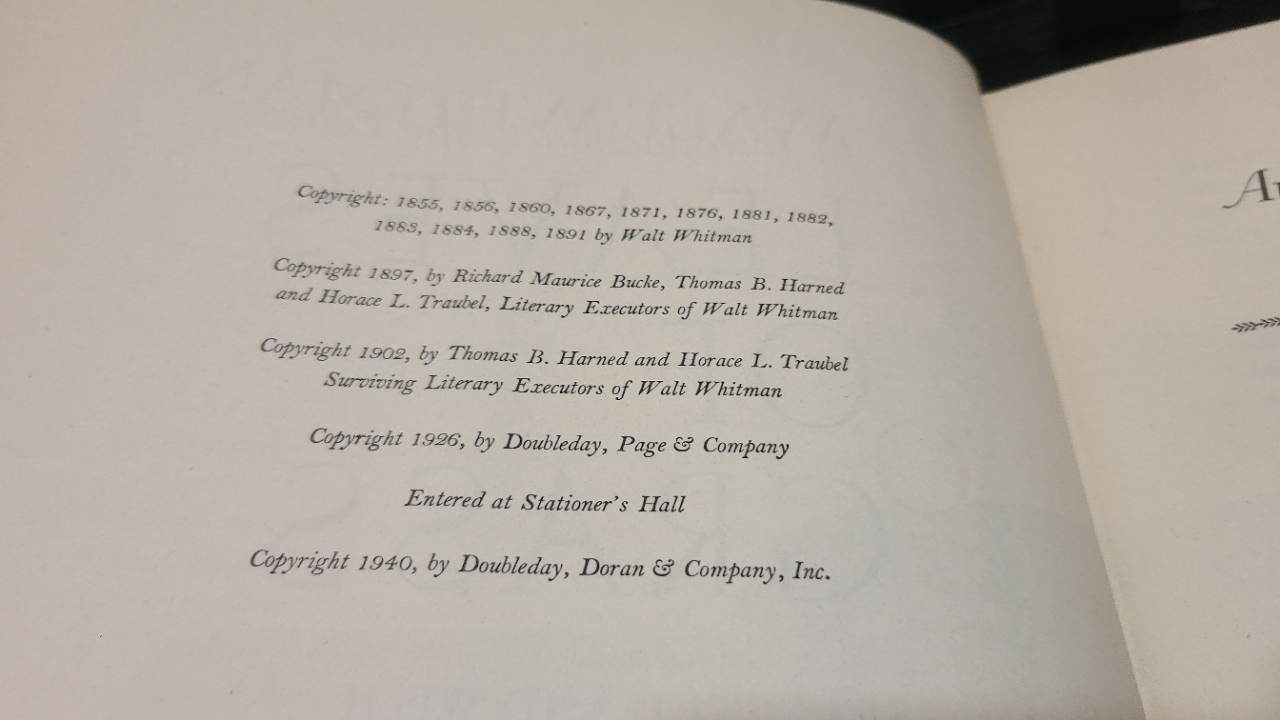 Copyright: 1855, 1856, 1860, 1867, 1871, 1876, 1881, 1882,
1883, 1884, 1888, 1891 by Walt Whitman
Copyright 1897, by Richard Maurice Bucke, Thomas B. Harned
and Horace L. Traubel, Literary Executors of Walt Whitman
Copyright 1902, by Thomas B. Harned and Horace L. Traubel
Surviving Literary Executors of Walt Whitman
Copyright 1926, by Doubleday, Page & Company
Entered at Stationer's Hall
Copyright 1940, by Doubleday, Doran & Company, Inc.